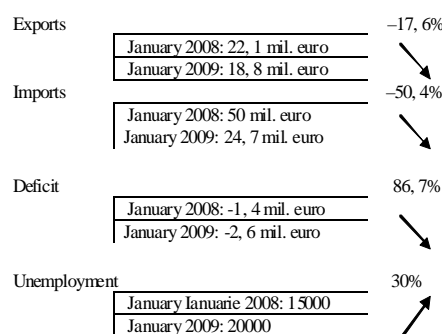 Exports –17, 6%
January 2008: 22, 1 mil. euro
January 2009: 18, 8 mil. euro
Imports –50, 4%
January 2008: 50 mil. euro
January 2009: 24, 7 mil. euro
Deficit 86, 7%
January 2008: -1, 4 mil. euro
January 2009: -2, 6 mil. euro
Unemployment 30%
January Ianuarie 2008: 15000
January 2009: 20000